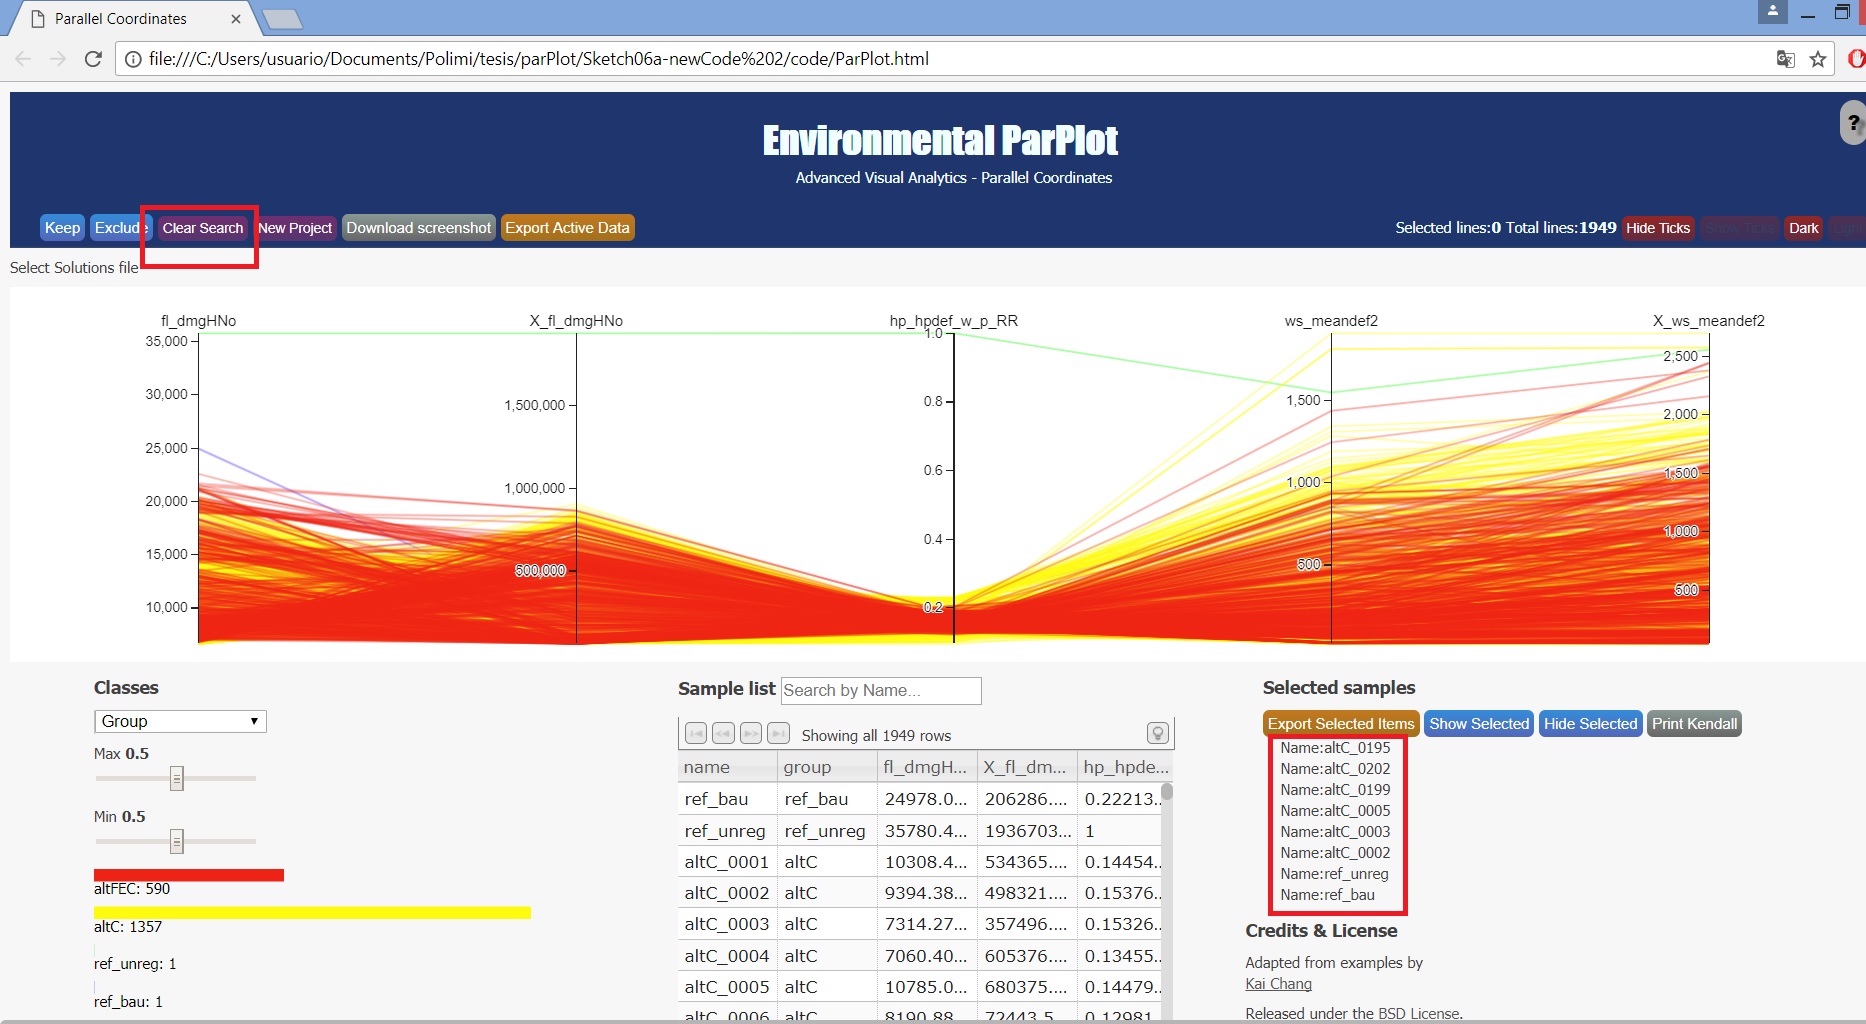 Parallel Coordinates
file:///C:/Users/usuario/Documents/Polimi/tesis/parPlot/Sketch06a-newCode%202/code/ParPlot.html
?
Environmental ParPlot
Advanced Visual Analytics - Parallel Coordinates
Keep Exclude Clear Search New Project Download screenshot Export Active Data Selected lines:0 Total lines:1949 Hide Ticks Show Ticks Dark
Select Solutions file
fl_dmgHNo X_fl_dmgHNo hp_hpdef_w_p_RR ws_meandef2 X_ws_meandef2
35,000
30,000
25,000
20,000
15,000
10,000
1,500,000
1,000,000
500,000
1.0
0.8
0.6
0.4
0.2
1,500
1,000
500
2,500
2,000
1,500
1,000
500
Classes
Group
Max 0.5
Min 0.5
altFEC: 590
altC: 1357
ref_unreg: 1
ref_bau: 1
Sample list Search by Name...
Showing all 1949 rows
name group fl_dmgH... X_fl_dm... hp_hpde...
ref_bau ref_bau 24978.0... 206286.... 0.22213...
ref_unreg ref_unreg 35780.4... 1936703... 1
altC_0001 altC 10308.4... 534365.... 0.14454...
altC_0002 altC 9394.38... 498321.... 0.15376...
altC_0003 altC 7314.27... 357496.... 0.15326...
altC_0004 altC 7060.40... 605376.... 0.13455...
altC_0005 altC 10785.0... 680375.... 0.14479...
altC_0006 altC 8190.88... 72443.5... 0.12981...
Selected samples
Export Selected Items Show Selected Hide Selected Print Kendall
Name:altC_0195
Name:altC_0202
Name:altC_0199
Name:altC_0005
Name:altC_0003
Name:altC_0002
Name:ref_unreg
Name:ref_bau
Credits & License
Adapted from examples by
Kai Chang
Released under the BSD License.